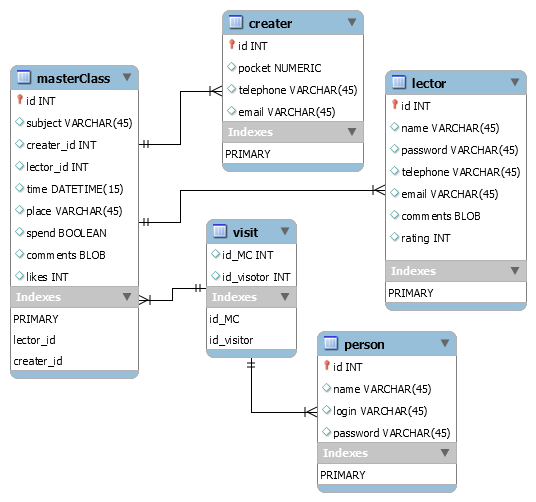 creater
id INT
pocket NUMERIC
telephone VARCHAR(45)
email VARCHAR(45)
Indexes
PRIMARY
masterClass
id INT
subject VARCHAR(45)
creater_id INT
lector_id INT
time DATETIME(15)
place VARCHAR(45)
spend BOOLEAN
comments BLOB
likes INT
Indexes
PRIMARY
lector_id
creater_id
lector
id INT
name VARCHAR(45)
password VARCHAR(45)
telephone VARCHAR(45)
email VARCHAR(45)
comments BLOB
rating INT
Indexes
PRIMARY
visit
id_MC INT
id_visotor INT
Indexes
id_MC
id_visitor
person
id INT
name VARCHAR(45)
login VARCHAR(45)
password VARCHAR(45)
Indexes
PRIMARY